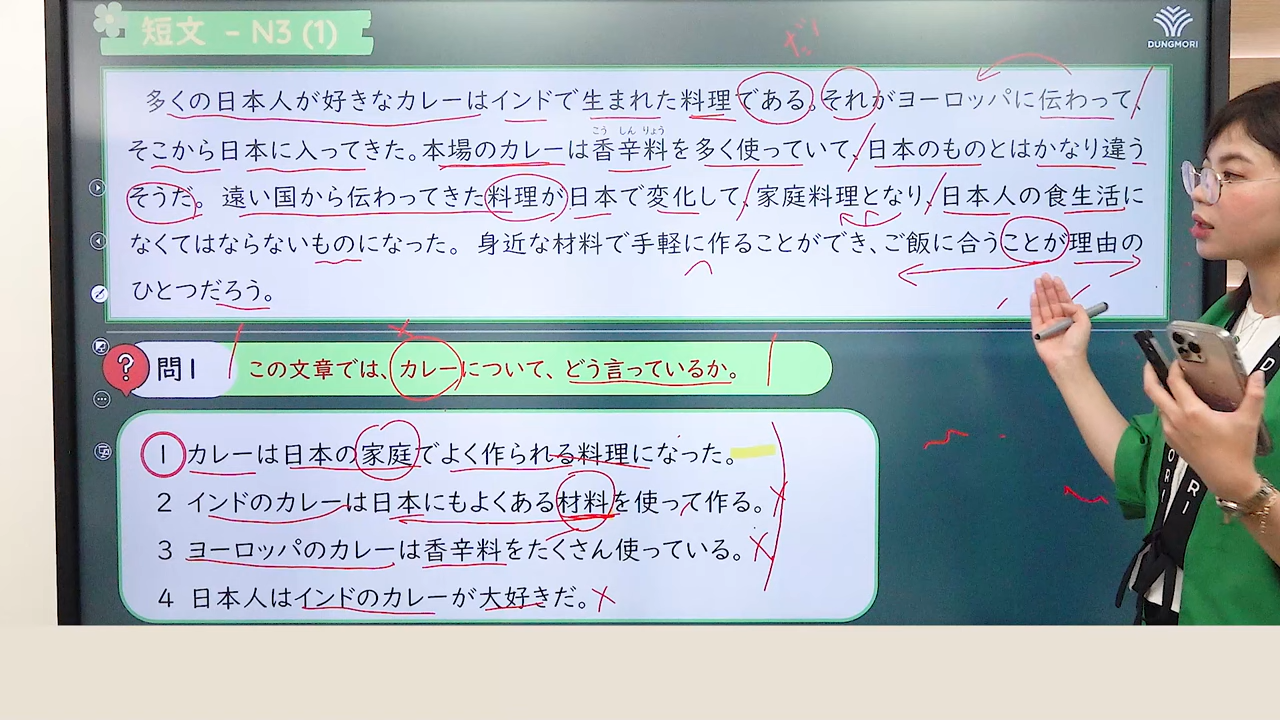 短文 - N3 (1)
DUNGMORI
多くの日本人が好きなカレーはインドで生まれた料理である。それがヨーロッパに伝わって、
そこから日本に入ってきた。本場のカレーは香辛料を多く使っていて、日本のものとはかなり違う
こう しん りょう
そうだ。遠い国から伝わってきた料理が日本で変化して、家庭料理となり、日本人の食生活に
なくてはならないものになった。 身近な材料で手軽に作ることができ、ご飯に合うことが理由の
ひとつだろう。
?
問1
この文章では、カレーについて、どう言っているか。
1 カレーは日本の家庭でよく作られる料理になった。
2 インドのカレーは日本にもよくある材料を使って作る。
3 ヨーロッパのカレーは香辛料をたくさん使っている。
4 日本人はインドのカレーが大好きだ。